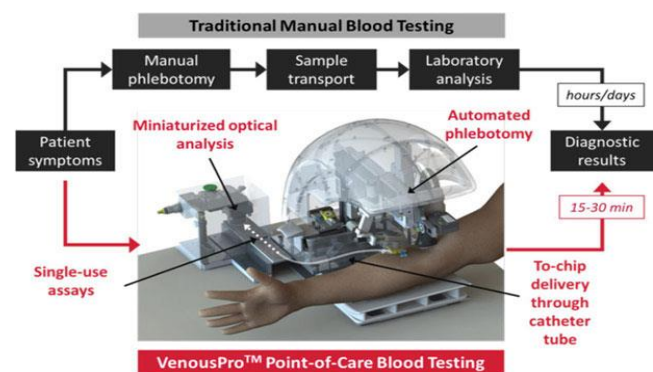 Traditional Manual Blood Testing
Manual
phlebotomy
Sample
transport
Laboratory
analysis
hours/days
Patient
symptoms
Miniaturized optical
analysis
Automated
phlebotomy
Diagnostic
results
15-30 min
Single-use
assays
To-chip
delivery
through
catheter
tube
VenousPro™ Point-of-Care Blood Testing